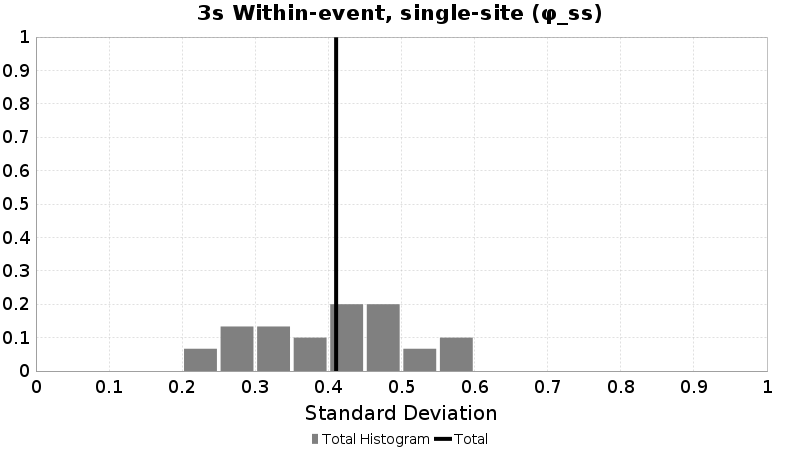 3s Within-event, single-site (φ_ss)
1
0.9
0.8
0.7
0.6
0.5
0.4
0.3
0.2
0.1
0
0 0.1 0.2 0.3 0.4 0.5 0.6 0.7 0.8 0.9 1
Standard Deviation
Total Histogram Total